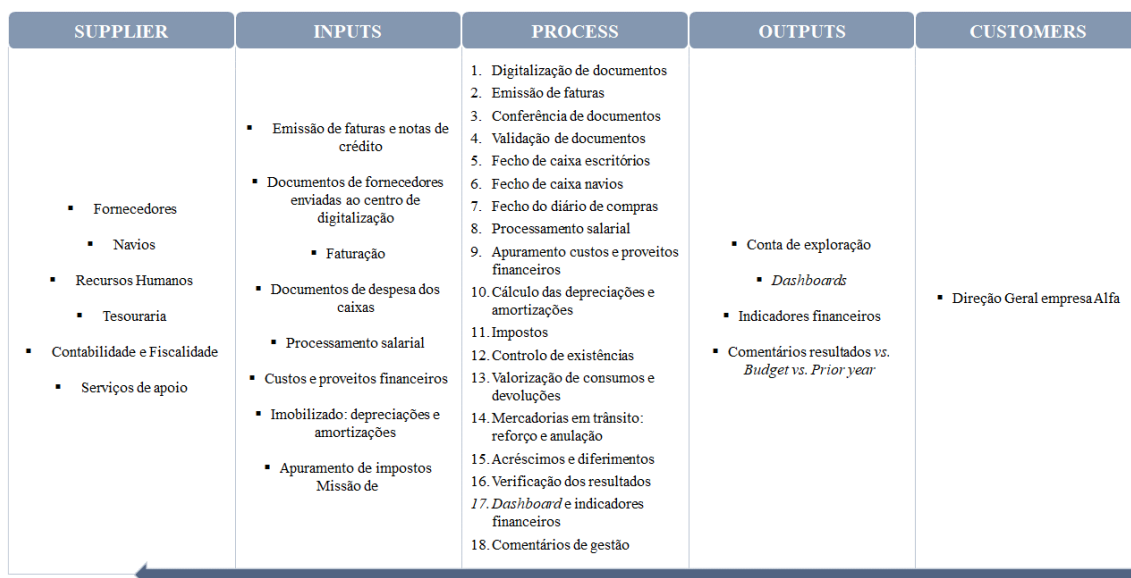 SUPPLIER
INPUTS
PROCESS
OUTPUTS
CUSTOMERS
▪ Fornecedores
▪ Navios
▪ Recursos Humanos
▪ Tesouraria
▪ Contabilidade e Fiscalidade
▪ Serviços de apoio
▪ Emissão de faturas e notas de
crédito
▪ Documentos de fornecedores
enviadas ao centro de
digitalização
▪ Faturação
▪ Documentos de despesa dos
caixas
▪ Processamento salarial
▪ Custos e proveitos financeiros
▪ Imobilizado: depreciações e
amortizações
▪ Apuramento de impostos
Missão de
1. Digitalização de documentos
2. Emissão de faturas
3. Conferência de documentos
4. Validação de documentos
5. Fecho de caixa escritórios
6. Fecho de caixa navios
7. Fecho do diário de compras
8. Processamento salarial
9. Apuramento custos e proveitos
financeiros
10. Cálculo das depreciações e
amortizações
11. Impostos
12. Controlo de existências
13. Valorização de consumos e
devoluções
14. Mercadorias em trânsito:
reforço e anulação
15. Acréscimos e diferimentos
16. Verificação dos resultados
17. Dashboard e indicadores
financeiros
18. Comentários de gestão
▪ Conta de exploração
▪ Dashboards
▪ Indicadores financeiros
▪ Comentários resultados vs.
Budget vs. Prior year
▪ Direção Geral empresa Alfa